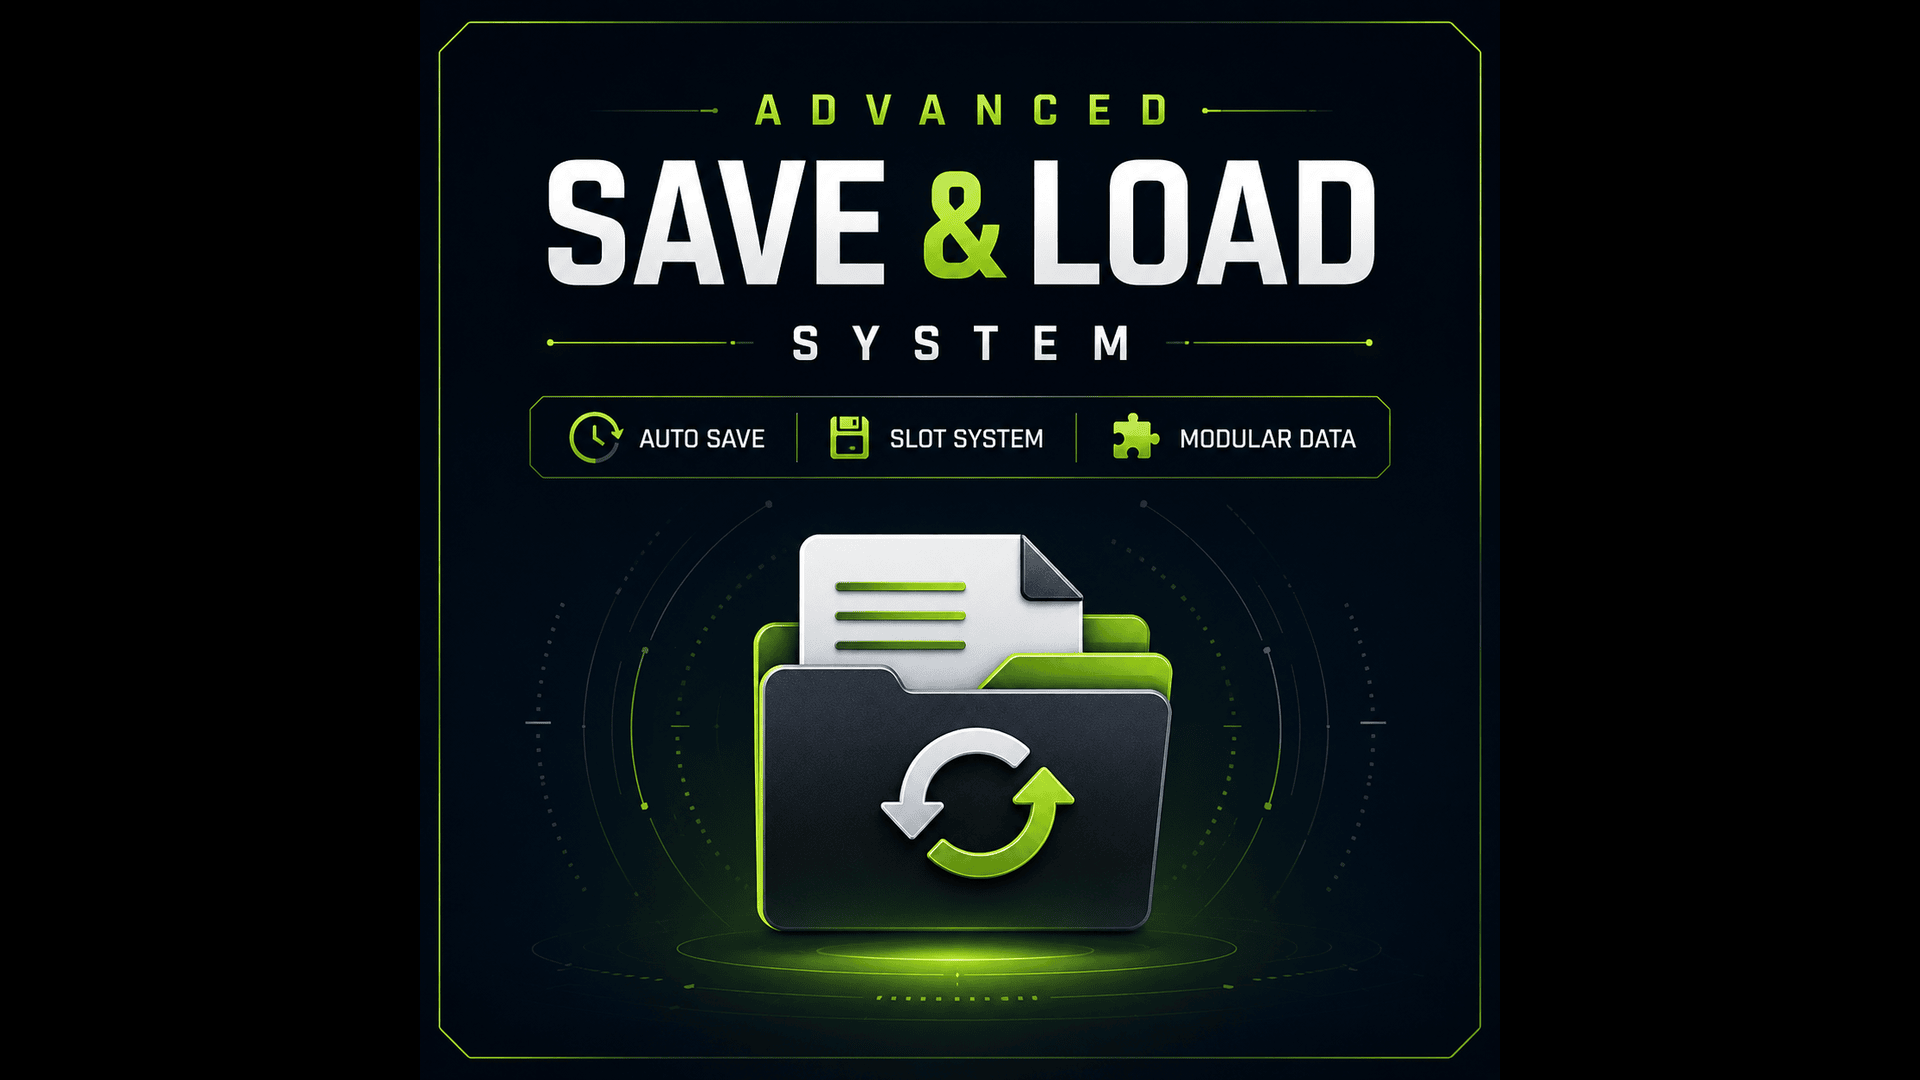 ADVANCED
SAVE & LOAD
SYSTEM
AUTO SAVE
SLOT SYSTEM
MODULAR DATA